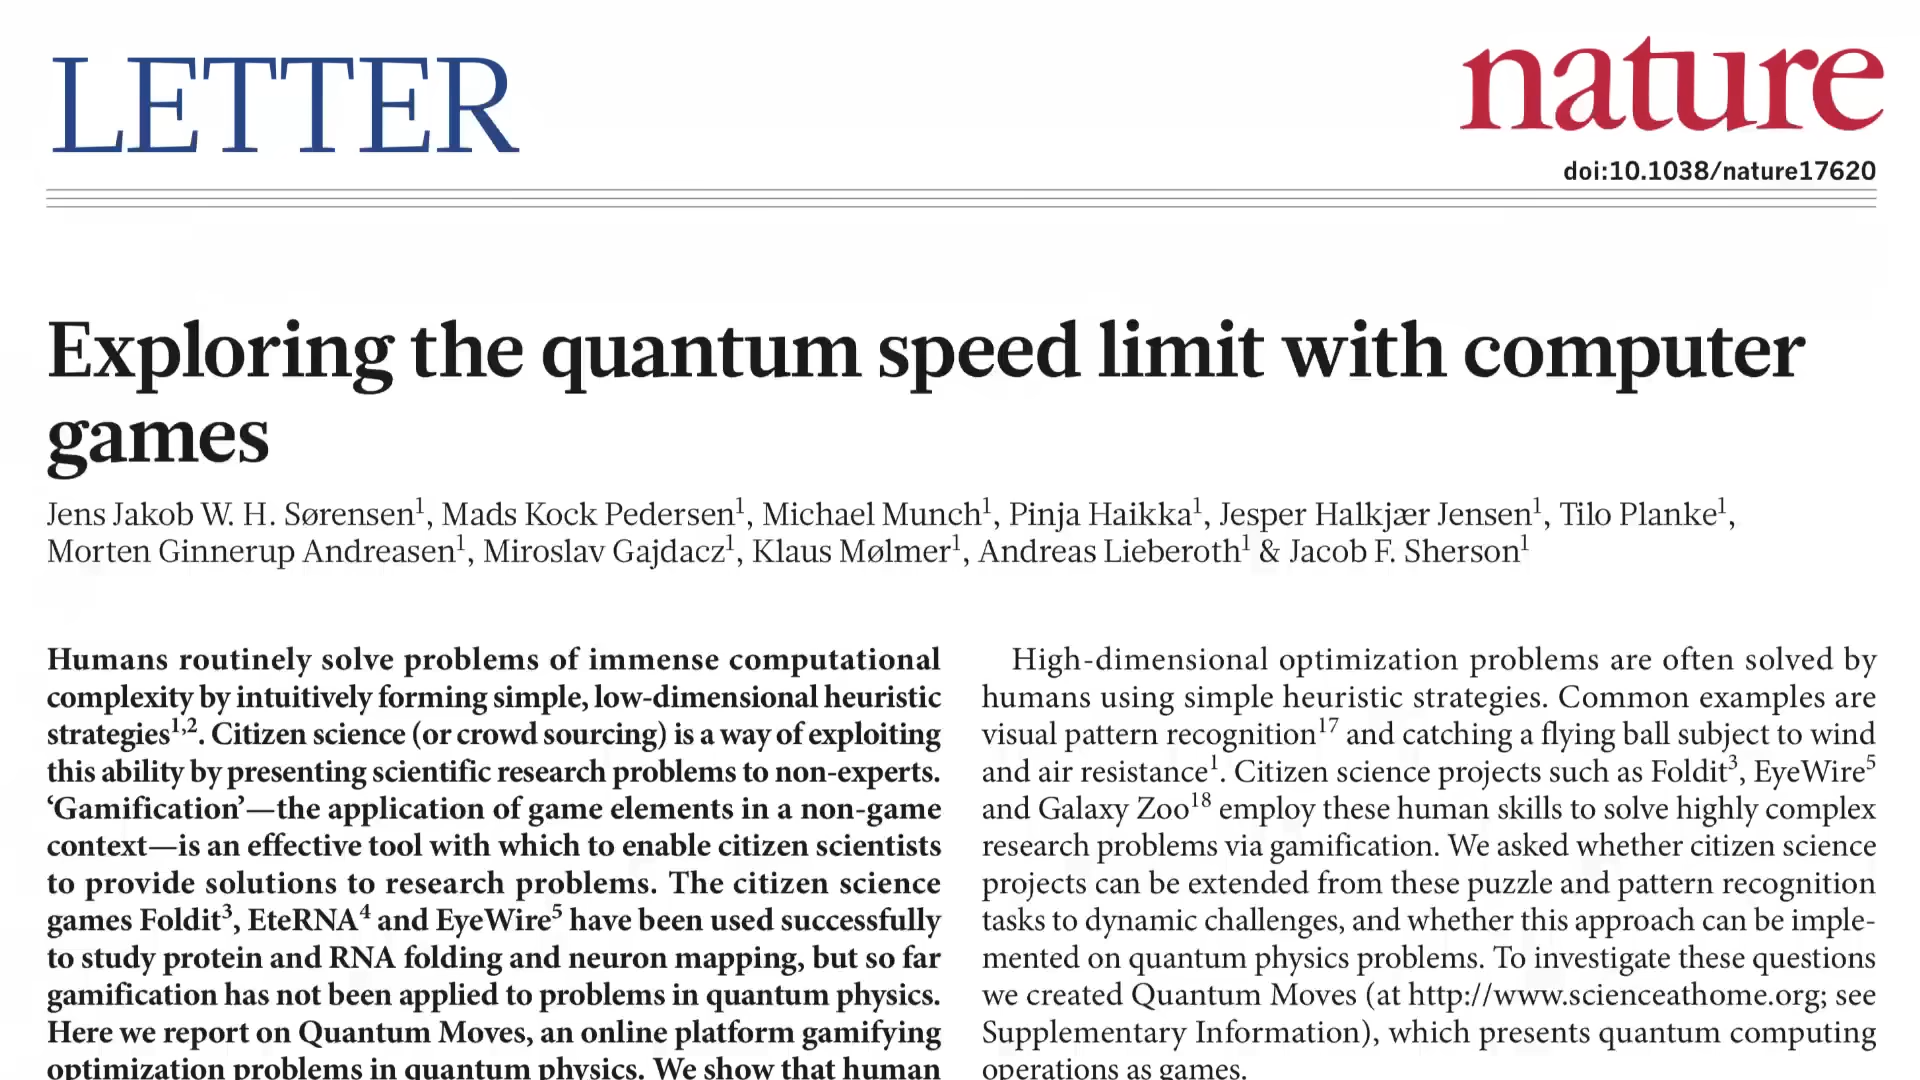 LETTER
nature
doi:10.1038/nature17620
Exploring the quantum speed limit with computer
games
Jens Jakob W. H. Sørensen1, Mads Kock Pedersen1, Michael Munch1, Pinja Haikka1, Jesper Halkjær Jensen1, Tilo Planke1,
Morten Ginnerup Andreasen1, Miroslav Gajdacz1, Klaus Mølmer1, Andreas Lieberoth1 & Jacob F. Sherson1
Humans routinely solve problems of immense computational
complexity by intuitively forming simple, low-dimensional heuristic
strategies1,2. Citizen science (or crowd sourcing) is a way of exploiting
this ability by presenting scientific research problems to non-experts.
‘Gamification’—the application of game elements in a non-game
context—is an effective tool with which to enable citizen scientists
to provide solutions to research problems. The citizen science
games Foldit3, EteRNA4 and EyeWire5 have been used successfully
to study protein and RNA folding and neuron mapping, but so far
gamification has not been applied to problems in quantum physics.
Here we report on Quantum Moves, an online platform gamifying
optimization problems in quantum physics. We show that human
High-dimensional optimization problems are often solved by
humans using simple heuristic strategies. Common examples are
visual pattern recognition17 and catching a flying ball subject to wind
and air resistance1. Citizen science projects such as Foldit3, EyeWire5
and Galaxy Zoo18 employ these human skills to solve highly complex
research problems via gamification. We asked whether citizen science
projects can be extended from these puzzle and pattern recognition
tasks to dynamic challenges, and whether this approach can be imple-
mented on quantum physics problems. To investigate these questions
we created Quantum Moves (at http://www.scienceathome.org; see
Supplementary Information), which presents quantum computing
operations as games.